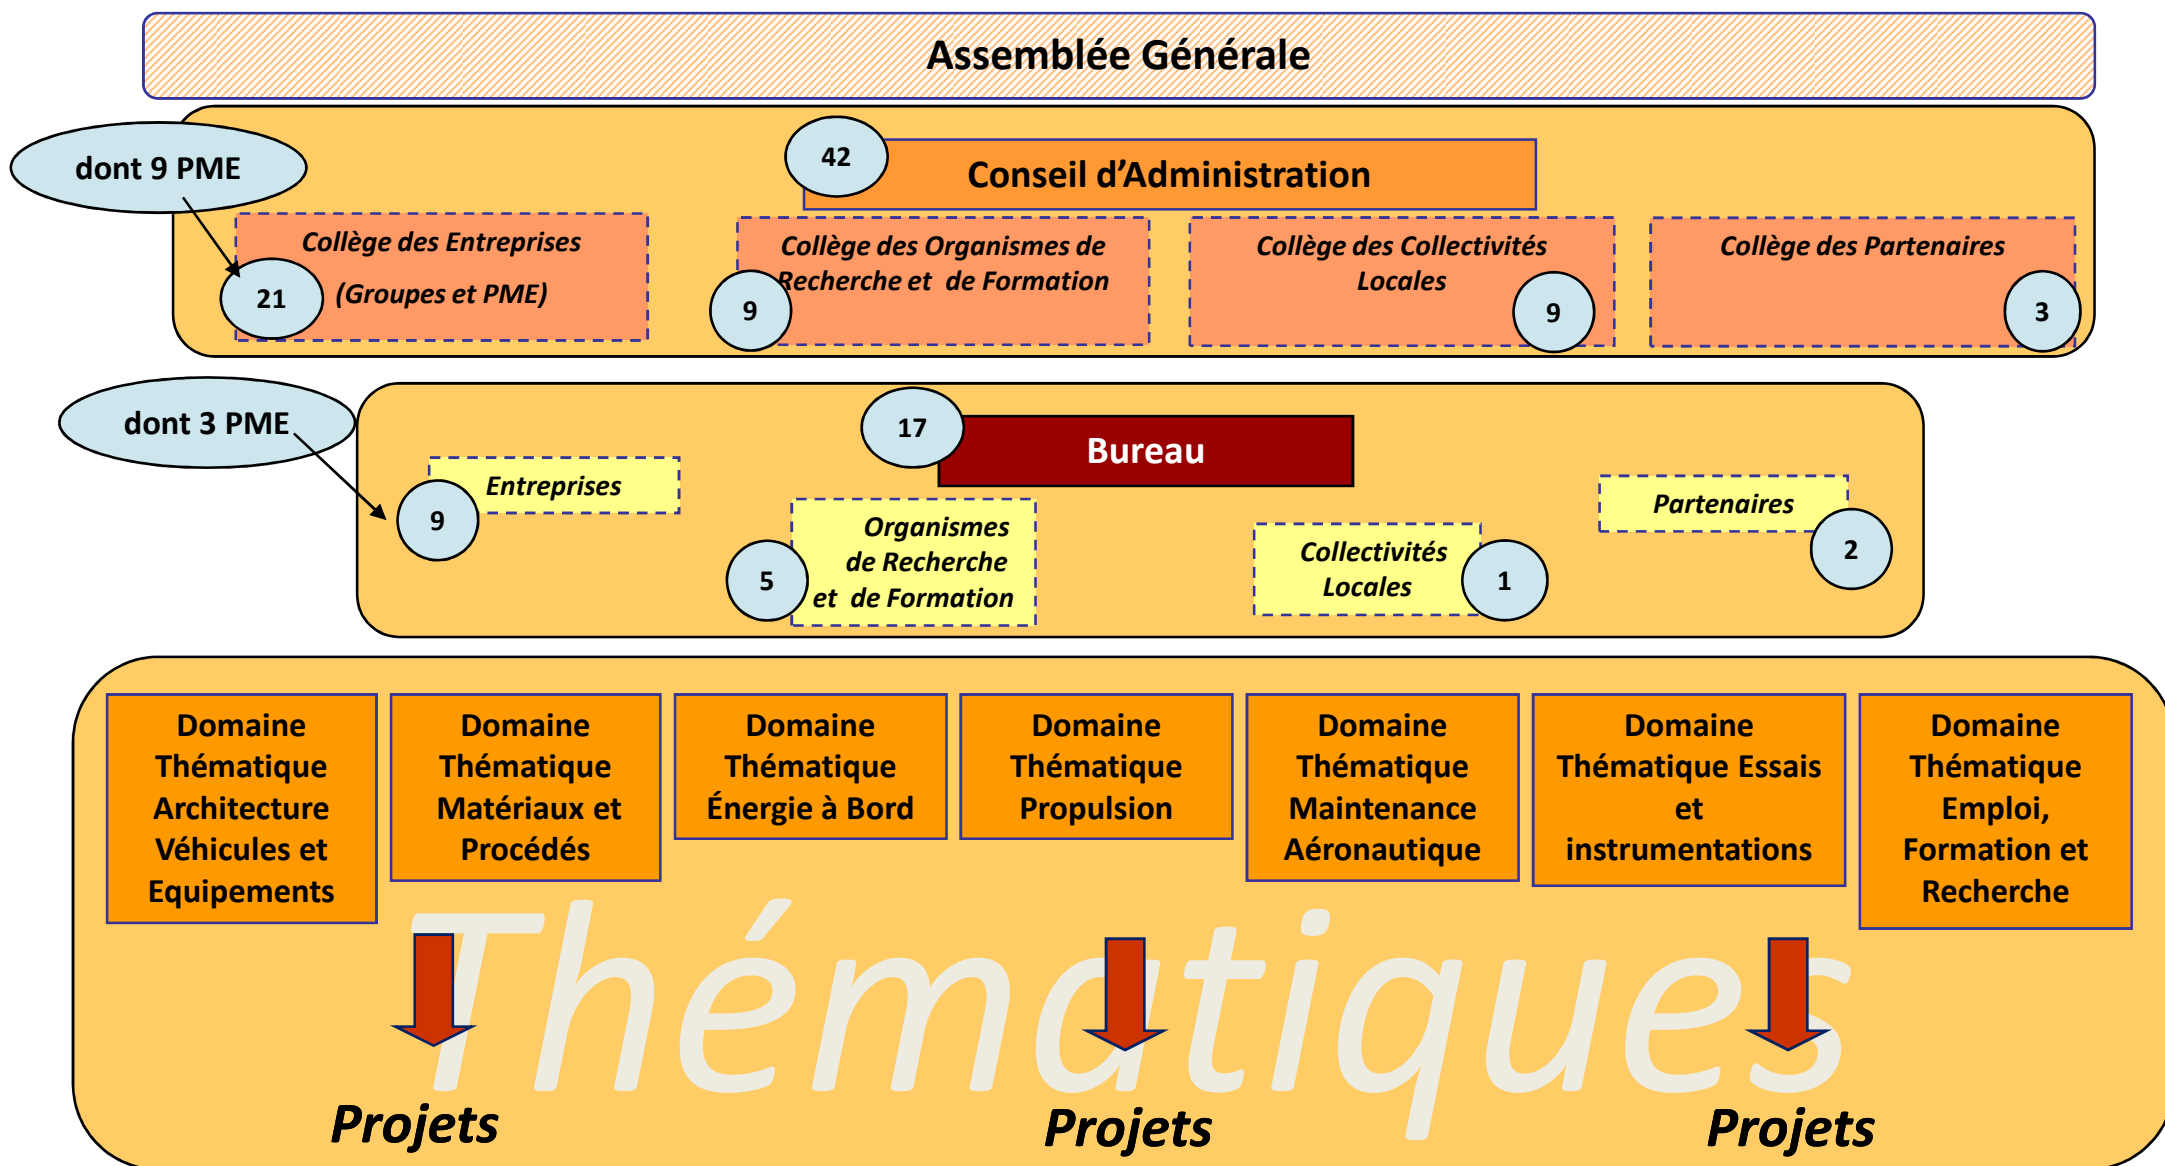 Assemblée Générale
dont 9 PME
42
Conseil d'Administration
Collège des Entreprises
(Groupes et PME)
21
Collège des Organismes de
Recherche et de Formation
9
Collège des Collectivités
Locales
9
Collège des Partenaires
3
dont 3 PME
17
Bureau
Entreprises
9
Organismes
de Recherche
et de Formation
5
Collectivités
Locales
1
Partenaires
2
Domaine
Thématique
Architecture
Véhicules et
Equipements
Domaine
Thématique
Matériaux et
Procédés
Domaine
Thématique
Énergie à Bord
Domaine
Thématique
Propulsion
Domaine
Thématique
Maintenance
Aéronautique
Domaine
Thématique Essais
et
instrumentations
Domaine
Thématique
Emploi,
Formation et
Recherche
Thématiques
Projets
Projets
Projets